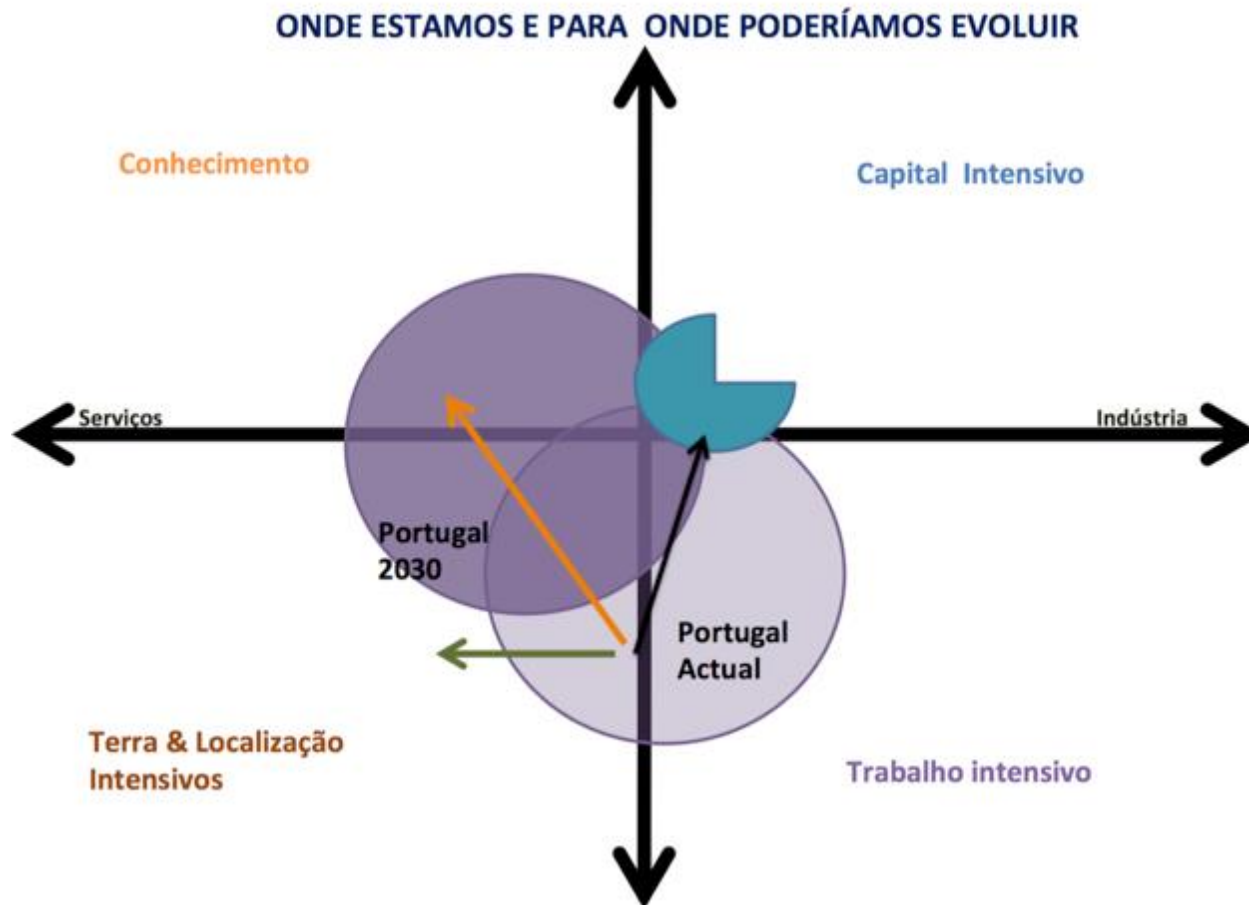 ONDE ESTAMOS E PARA ONDE PODERÍAMOS EVOLUIR
Conhecimento
Capital Intensivo
Serviços
Indústria
Portugal
2030
Portugal
Actual
Terra & Localização
Intensivos
Trabalho intensivo